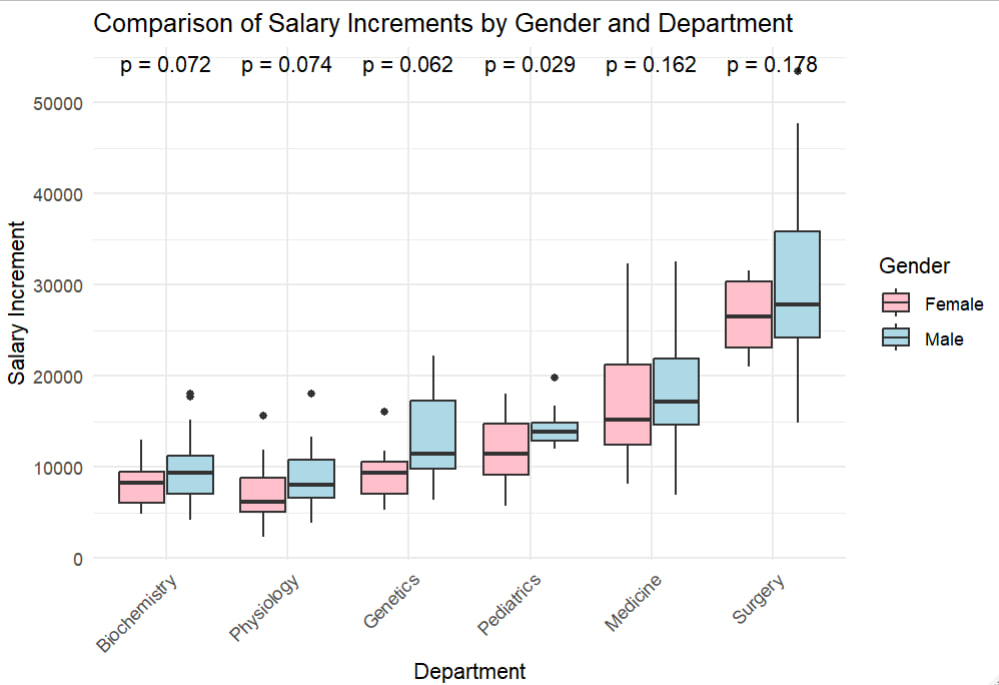 Comparison of Salary Increments by Gender and Department
p = 0.072 p = 0.074 p = 0.062 p = 0.029 p = 0.162 p = 0.178
50000
40000
30000
20000
10000
0
Salary Increment
Biochemistry Physiology Genetics Pediatrics Medicine Surgery
Department
Gender
Female
Male